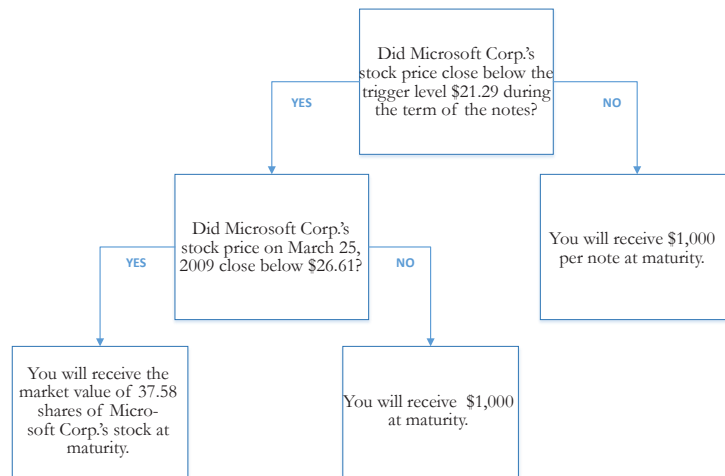 Did Microsoft Corp.'s
stock price close below the
trigger level $21.29 during
the term of the notes?
YES
NO
Did Microsoft Corp.'s
stock price on March 25,
2009 close below $26.61?
You will receive $1,000
per note at maturity.
YES
NO
You will receive the
market value of 37.58
shares of Micro-
soft Corp.'s stock at
maturity.
You will receive $1,000
at maturity.